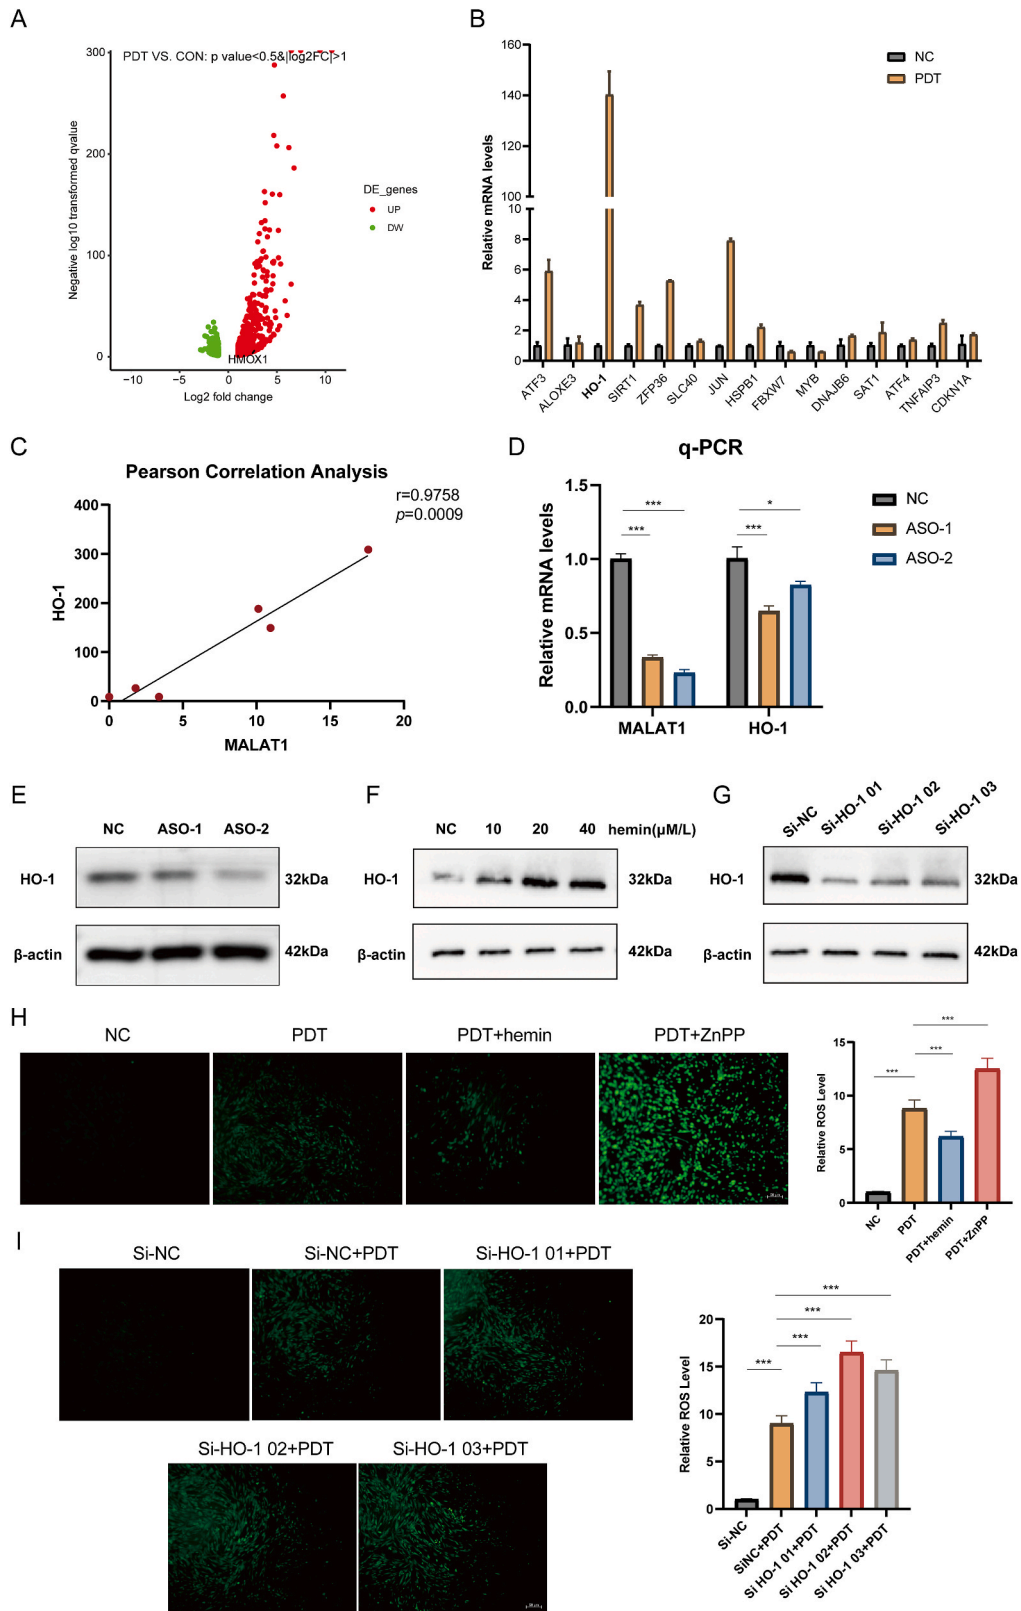 A
PDT VS. CON: p value<0.5&|log2FC|>1
Negative log10 transformed qvalue
300
200
100
0
HMOX1
−10
−5
0
5
10
Log2 fold change
DE_genes
UP
DW
B
Relative mRNA levels
160
140
120
100
10
8
6
4
2
0
NC
PDT
ATF3
ALOXE3
HO-1
SIRT1
ZFP36
SLC40
JUN
HSPB1
FBXW7
MYB
DNAJB6
SAT1
ATF4
TNFAIP3
CDKN1A
C
Pearson Correlation Analysis
r=0.9758
p=0.0009
HO-1
400
300
200
100
0
0
5
10
15
20
MALAT1
D
q-PCR
Relative mRNA levels
1.5
1.0
0.5
0.0
***
***
***
*
NC
ASO-1
ASO-2
MALAT1
HO-1
E
NC ASO-1 ASO-2
HO-1 32kDa
β-actin 42kDa
F
NC 10 20 40 hemin(μM/L)
HO-1 32kDa
β-actin 42kDa
G
Si-NC
Si-HO-1 01
Si-HO-1 02
Si-HO-1 03
HO-1 32kDa
β-actin 42kDa
H
NC
PDT
PDT+hemin
PDT+ZnPP
Relative ROS Level
15
10
5
0
***
***
***
NC
PDT
PDT+hemin
PDT+ZnPP
I
Si-NC
Si-NC+PDT
Si-HO-1 01+PDT
Si-HO-1 02+PDT
Si-HO-1 03+PDT
Relative ROS Level
20
15
10
5
0
***
***
***
***
Si-NC
SiNC+PDT
Si HO-1 01+PDT
Si HO-1 02+PDT
Si HO-1 03+PDT